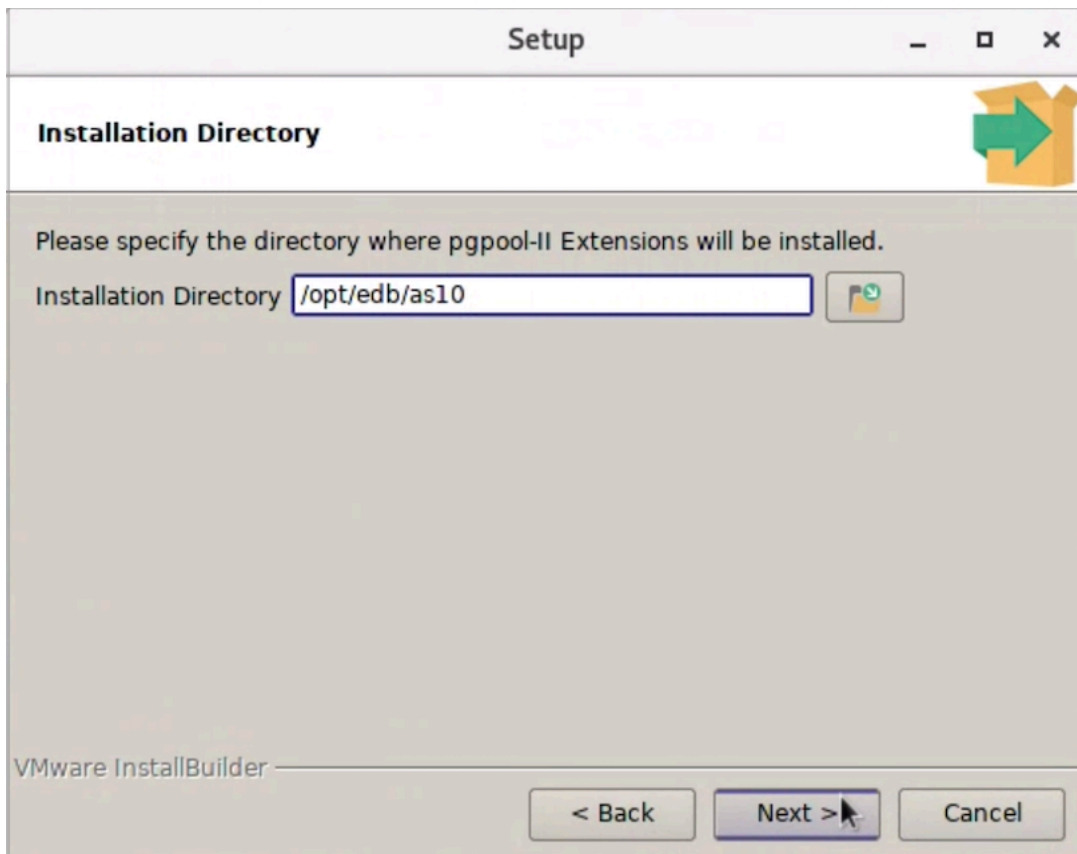 Setup
Installation Directory
Please specify the directory where pgpool-II Extensions will be installed.
Installation Directory /opt/edb/as10
VMware InstallBuilder
< Back Next > Cancel